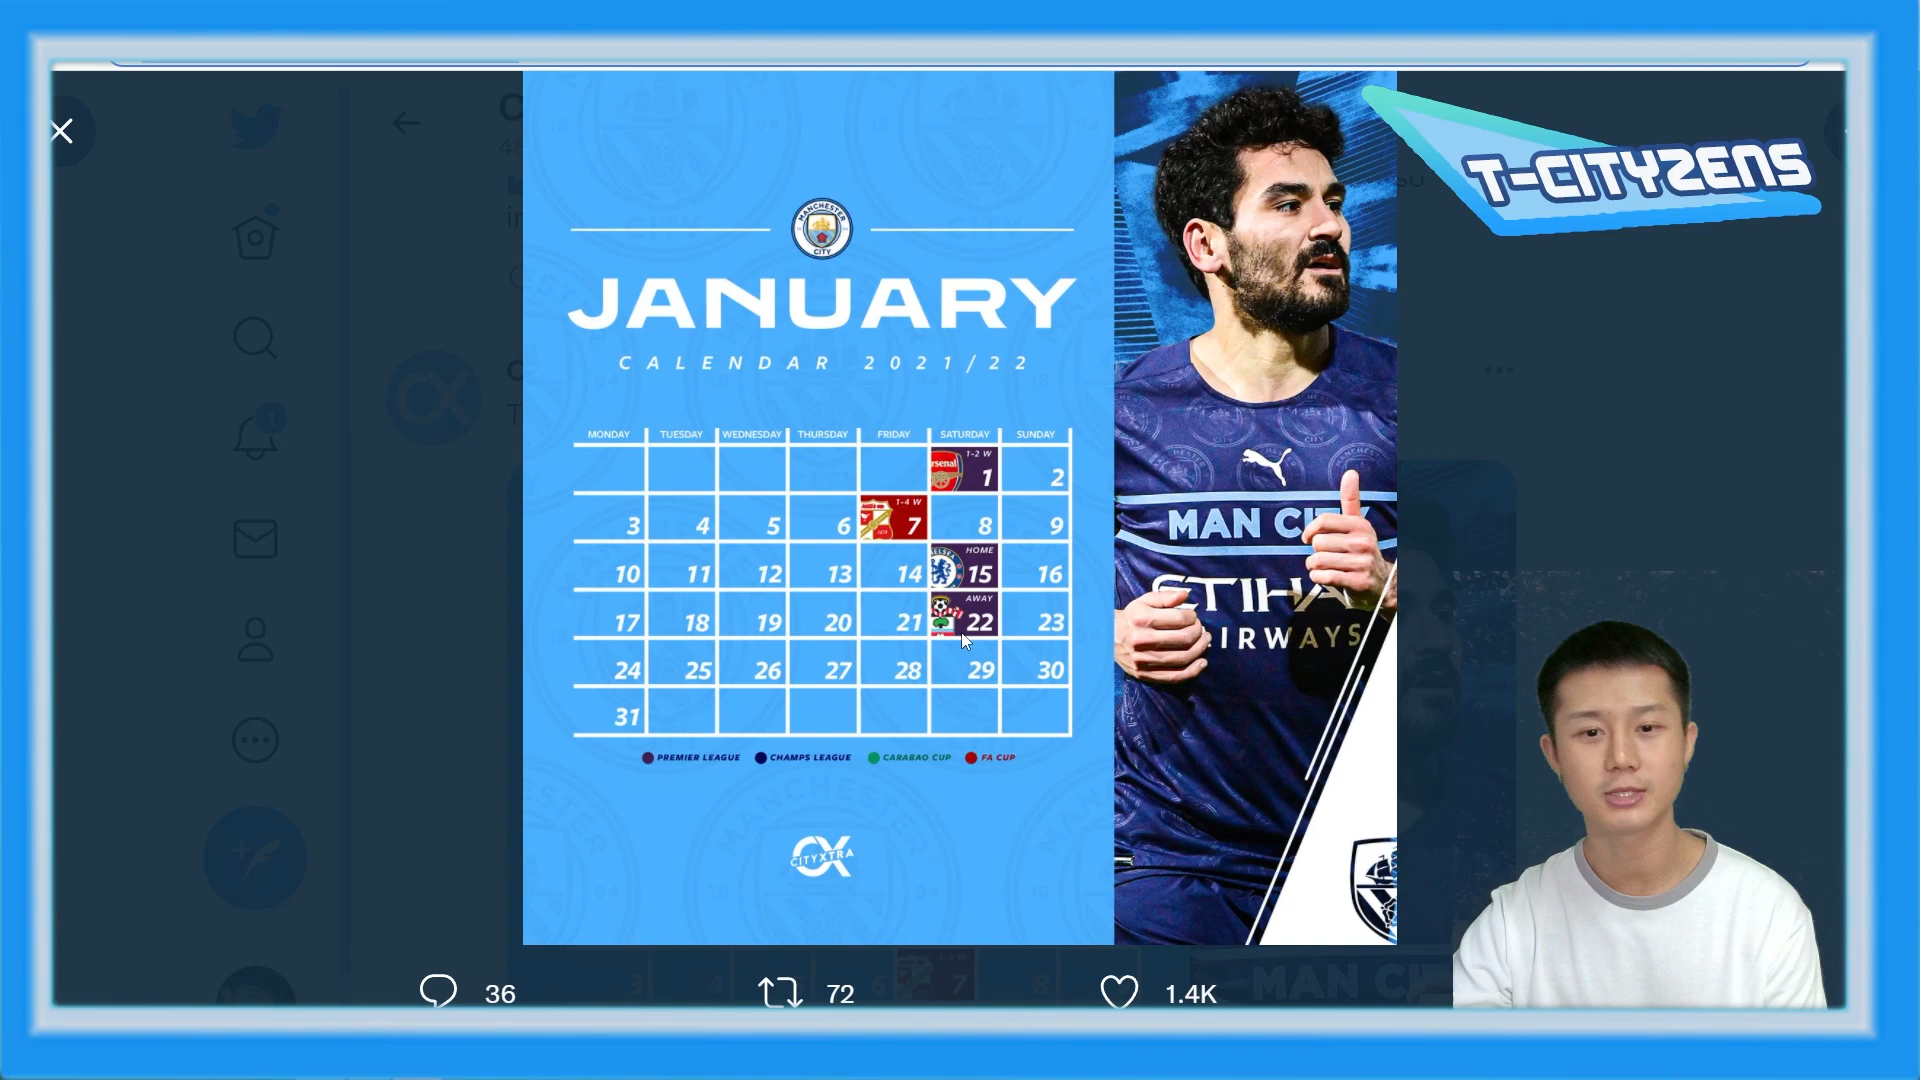 T-CITYZENS
MANCHESTER
CITY
JANUARY
CALENDAR 2021/22
MONDAY TUESDAY WEDNESDAY THURSDAY FRIDAY SATURDAY SUNDAY
1-2 W
1 2
1-4 W
3 4 5 6 7 8 9
HOME
10 11 12 13 14 15 16
AWAY
17 18 19 20 21 22 23
24 25 26 27 28 29 30
31
PREMIER LEAGUE CHAMPS LEAGUE CARABAO CUP FA CUP
CITYXTRA
MAN CITY
ETIHA
AIRWAYS
36 72 1.4K